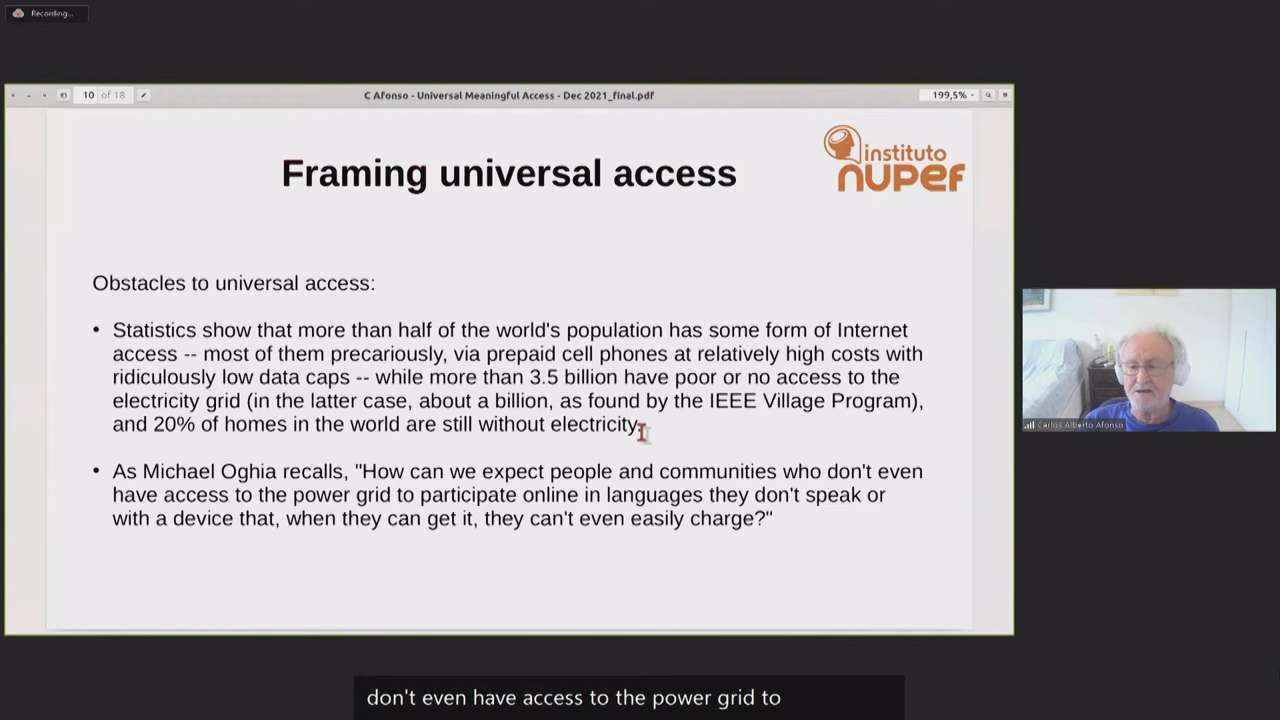 Recording...
10 of 18
C Afonso - Universal Meaningful Access - Dec 2021_final.pdf
199,5%
Framing universal access
instituto
nupef
Obstacles to universal access:
• Statistics show that more than half of the world's population has some form of Internet
access -- most of them precariously, via prepaid cell phones at relatively high costs with
ridiculously low data caps -- while more than 3.5 billion have poor or no access to the
electricity grid (in the latter case, about a billion, as found by the IEEE Village Program),
and 20% of homes in the world are still without electricity.
• As Michael Oghia recalls, "How can we expect people and communities who don't even
have access to the power grid to participate online in languages they don't speak or
with a device that, when they can get it, they can't even easily charge?"
Carlos Alberto Afonso
don't even have access to the power grid to